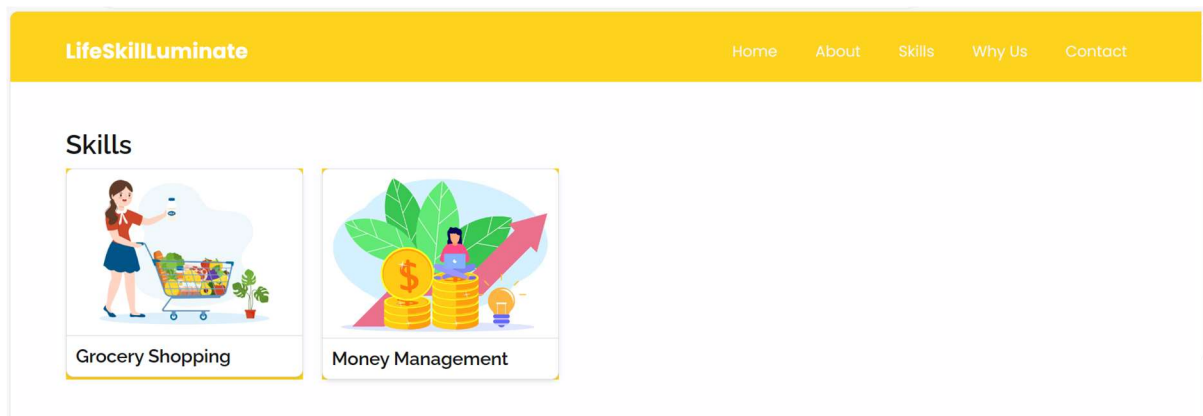 LifeSkillLuminate
Home About Skills Why Us Contact
Skills
$
Grocery Shopping
Money Management